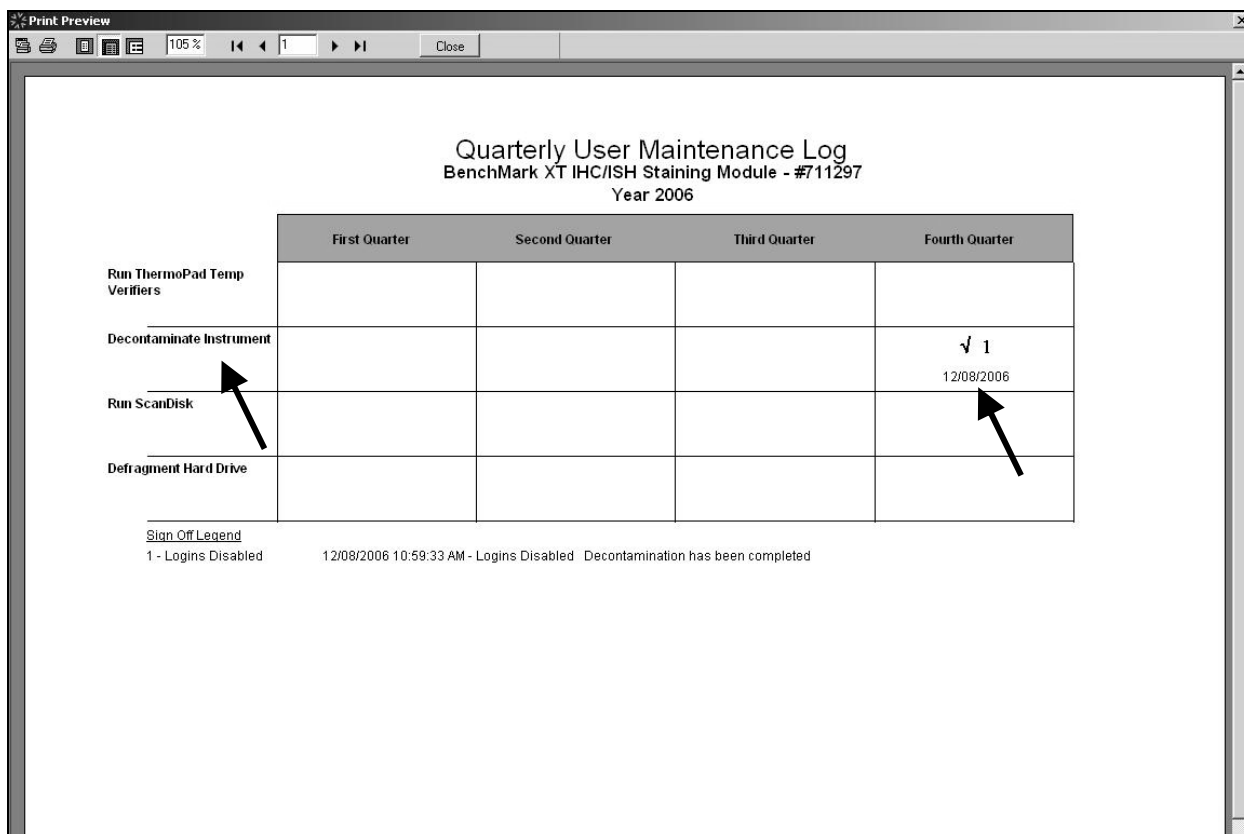 Print Preview
105 %
1
Close
Quarterly User Maintenance Log
BenchMark XT IHC/ISH Staining Module - #711297
Year 2006
First Quarter Second Quarter Third Quarter Fourth Quarter
Run ThermoPad Temp
Verifiers
Decontaminate Instrument
√ 1
12/08/2006
Run ScanDisk
Defragment Hard Drive
Sign Off Legend
1 - Logins Disabled 12/08/2006 10:59:33 AM - Logins Disabled Decontamination has been completed